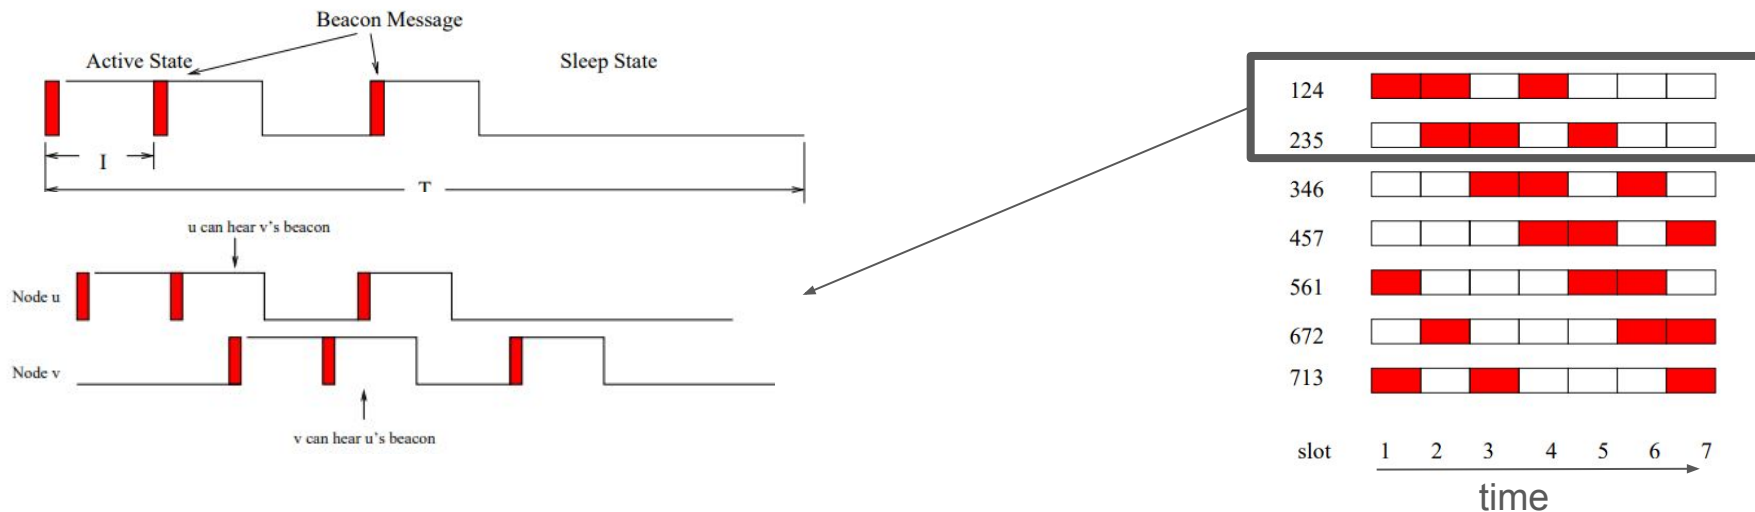 Beacon Message
Active State
Sleep State
I
T
u can hear v's beacon
Node u
Node v
v can hear u's beacon
124
235
346
457
561
672
713
slot 1 2 3 4 5 6 7
time